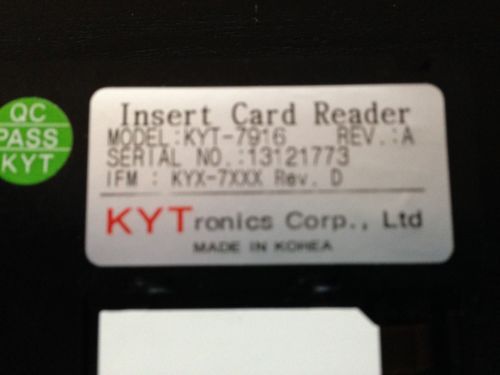 QC
PASS
KYT
Insert Card Reader
MODEL:KYT-7916 REV.:A
SERIAL NO.:13121773
IFM : KYX-7XXX Rev. D
KYTronics Corp., Ltd
MADE IN KOREA